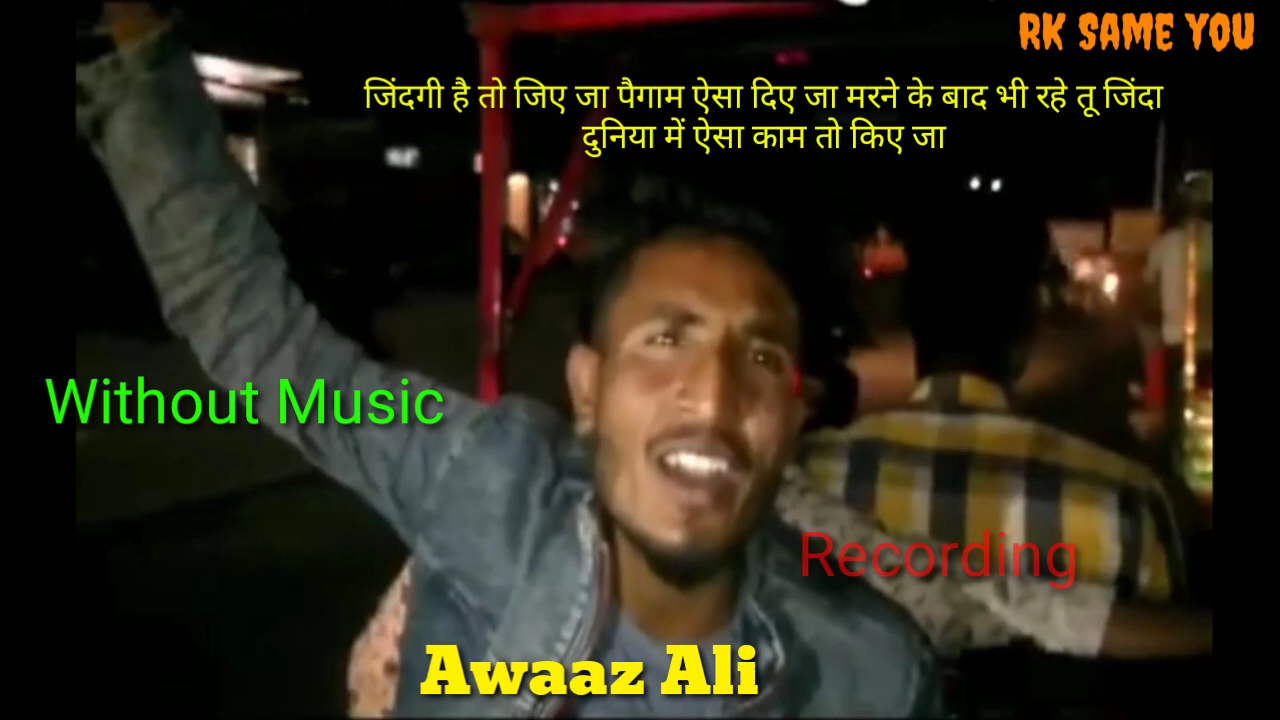 RK SAME YOU
जिंदगी है तो जिए जा पैगाम ऐसा दिए जा मरने के बाद भी रहे तू जिंदा
दुनिया में ऐसा काम तो किए जा
Without Music
Recording
Awaaz Ali